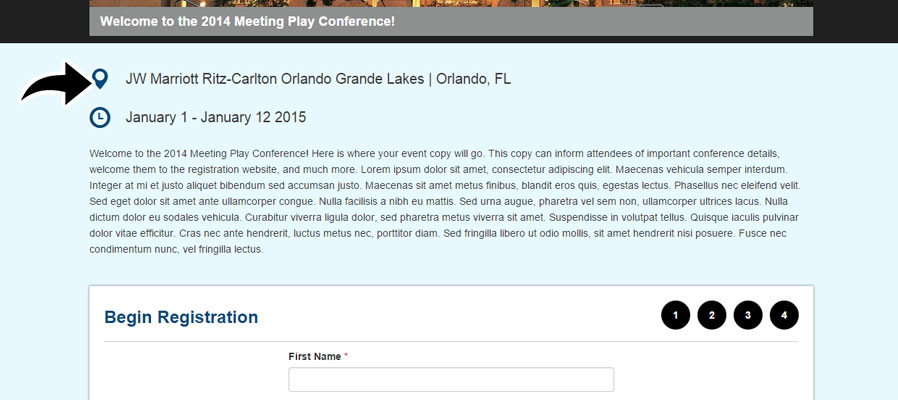 Welcome to the 2014 Meeting Play Conference!
JW Marriott Ritz-Carlton Orlando Grande Lakes | Orlando, FL
January 1 - January 12 2015
Welcome to the 2014 Meeting Play Conference! Here is where your event copy will go. This copy can inform attendees of important conference details,
welcome them to the registration website, and much more. Lorem ipsum dolor sit amet, consectetur adipiscing elit. Maecenas vehicula semper interdum.
Integer at mi et justo aliquet bibendum sed accumsan justo. Maecenas sit amet metus finibus, blandit eros quis, egestas lectus. Phasellus nec eleifend velit.
Sed eget dolor sit amet ante ullamcorper congue. Nulla facilisis a nibh eu mattis. Sed urna augue, pharetra vel sem non, ullamcorper ultrices lacus. Nulla
dictum dolor eu sodales vehicula. Curabitur viverra ligula dolor, sed pharetra metus viverra sit amet. Suspendisse in volutpat tellus. Quisque iaculis pulvinar
dolor vitae efficitur. Cras nec ante hendrerit, luctus metus nec, porttitor diam. Sed fringilla libero ut odio mollis, sit amet hendrerit nisi posuere. Fusce nec
condimentum nunc, vel fringilla lectus.
Begin Registration 1 2 3 4
First Name *